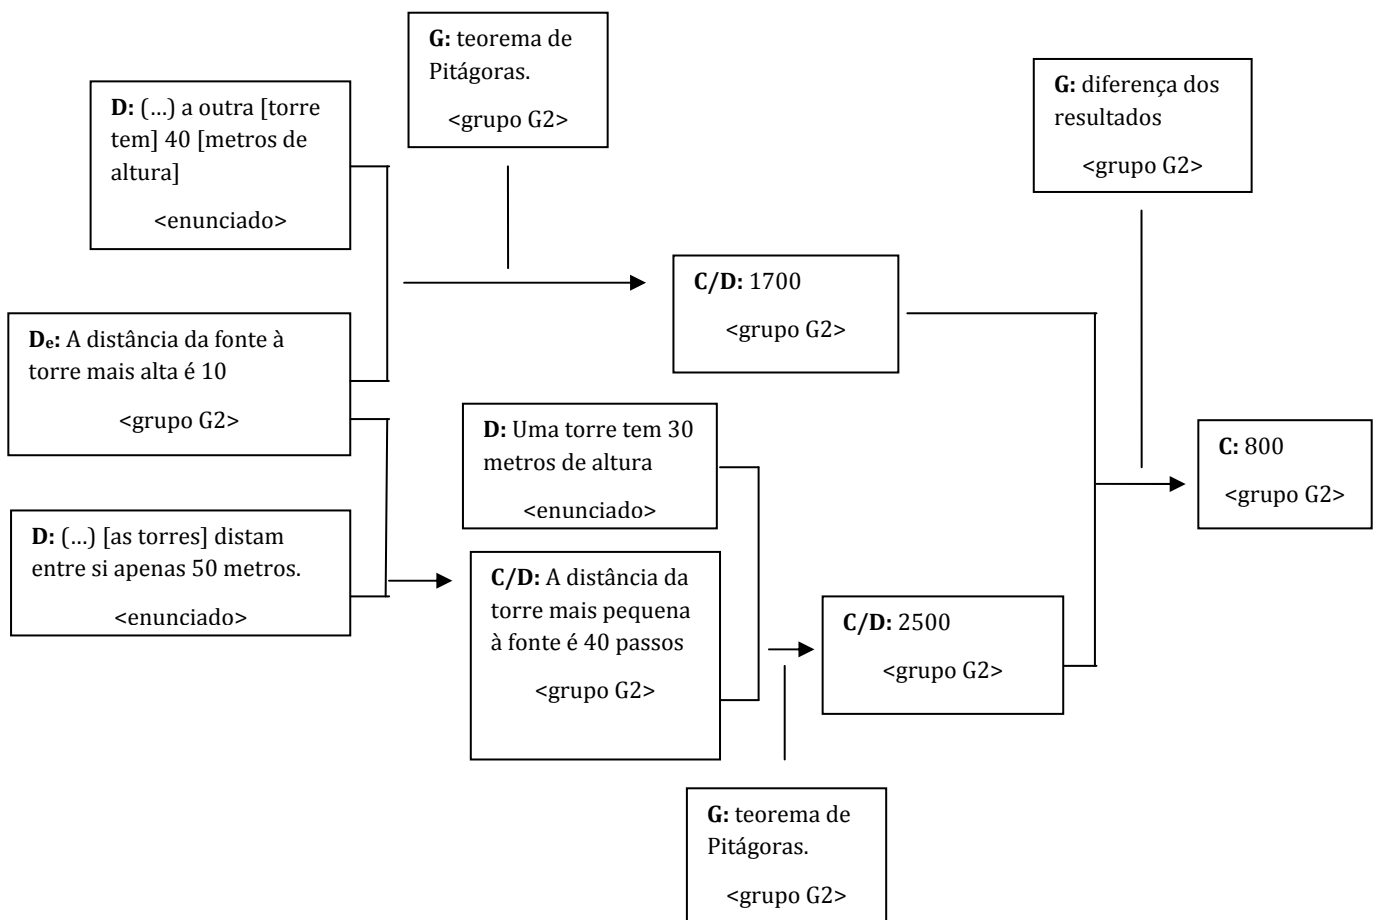 G: teorema de
Pitágoras.
<grupo G2>
D: (...) a outra [torre
tem] 40 [metros de
altura]
<enunciado>
G: diferença dos
resultados
<grupo G2>
C/D: 1700
<grupo G2>
De: A distância da fonte à
torre mais alta é 10
<grupo G2>
D: Uma torre tem 30
metros de altura
<enunciado>
C: 800
<grupo G2>
D: (...) [as torres] distam
entre si apenas 50 metros.
<enunciado>
C/D: A distância da
torre mais pequena
à fonte é 40 passos
<grupo G2>
C/D: 2500
<grupo G2>
G: teorema de
Pitágoras.
<grupo G2>